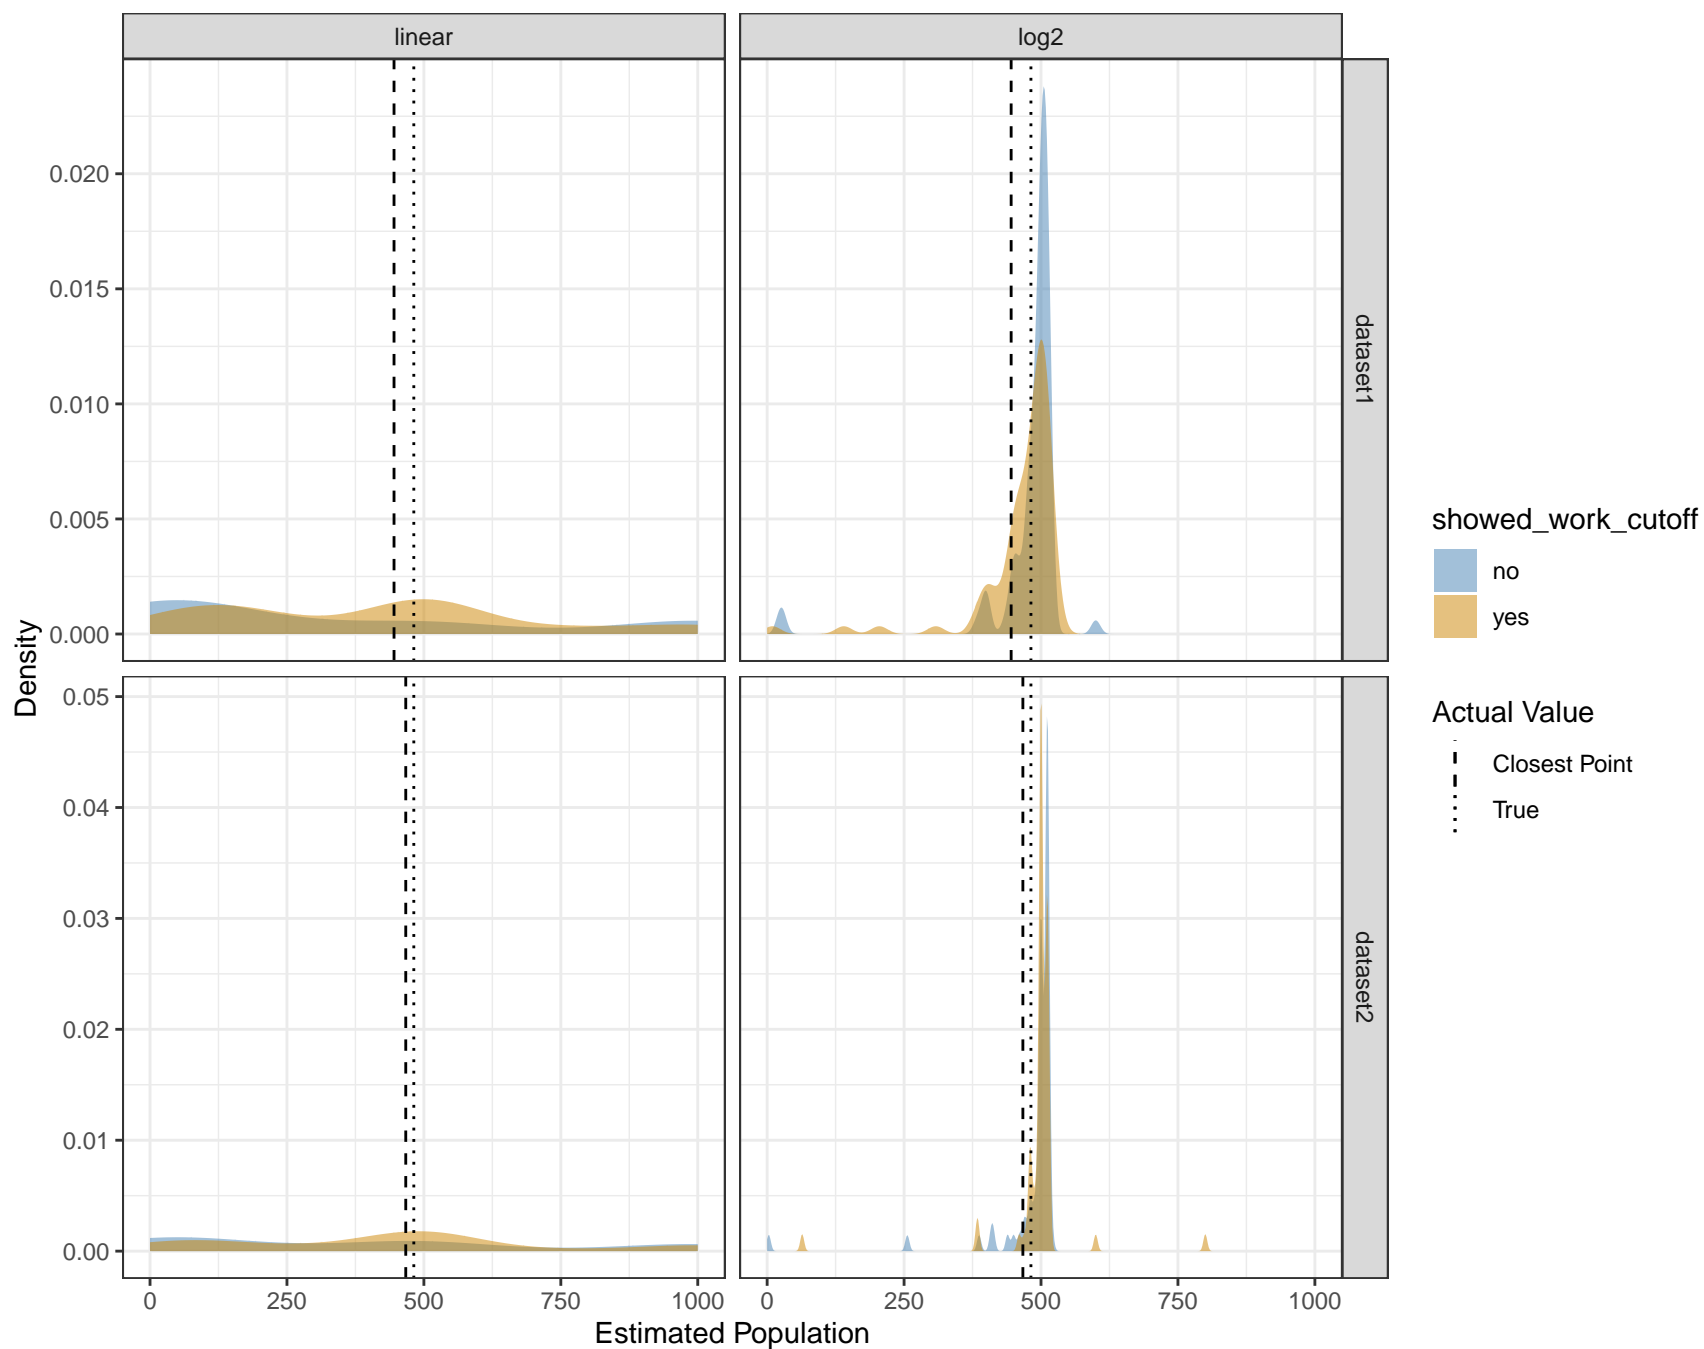 linear
log2
0.020
0.015
0.010
0.005
0.000
dataset1
0.05
0.04
0.03
0.02
0.01
0.00
dataset2
Density
0
250
500
750
1000
0
250
500
750
1000
Estimated Population
showed_work_cutoff
no
yes
Actual Value
Closest Point
True